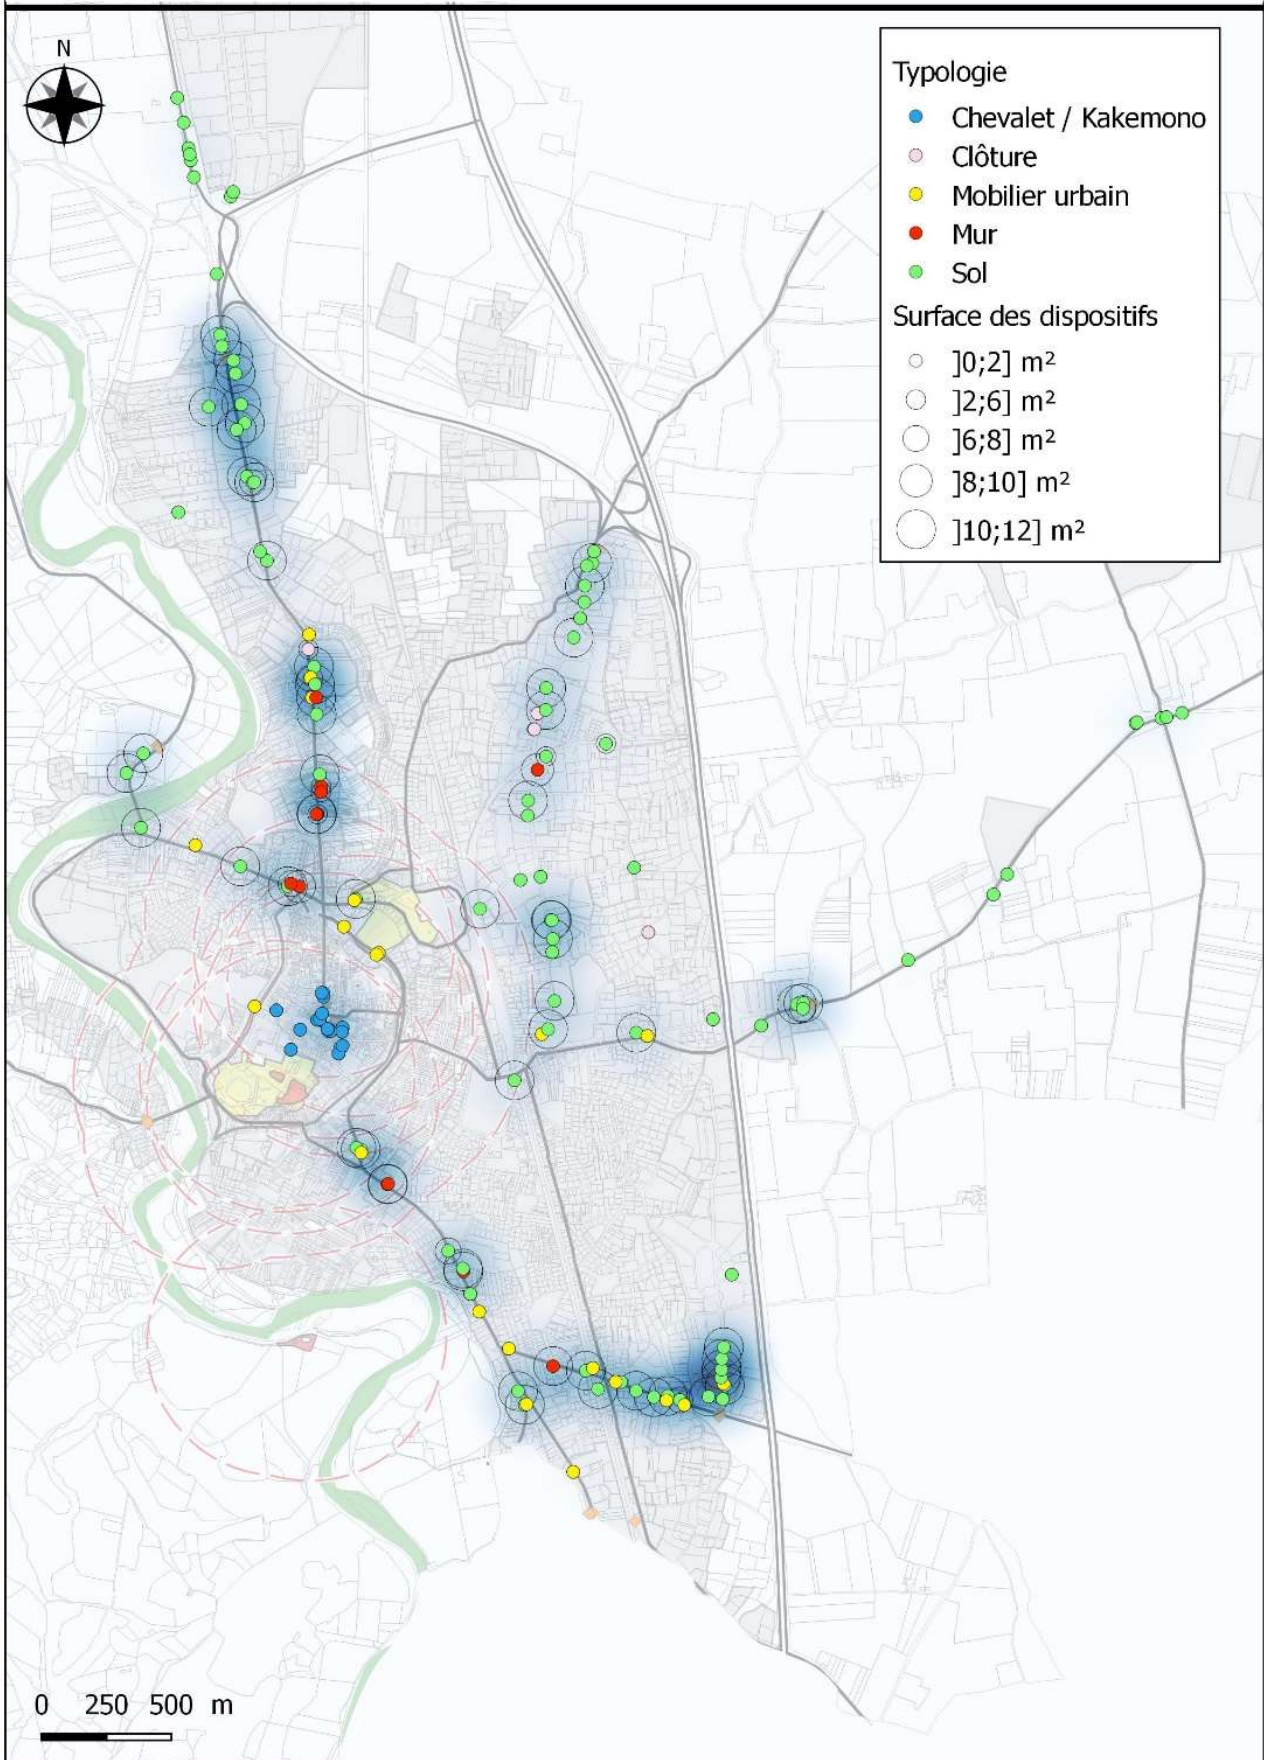 N
Typologie
Chevalet / Kakemono
Clôture
Mobilier urbain
Mur
Sol
Surface des dispositifs
]0;2] m²
]2;6] m²
]6;8] m²
]8;10] m²
]10;12] m²
0 250 500 m